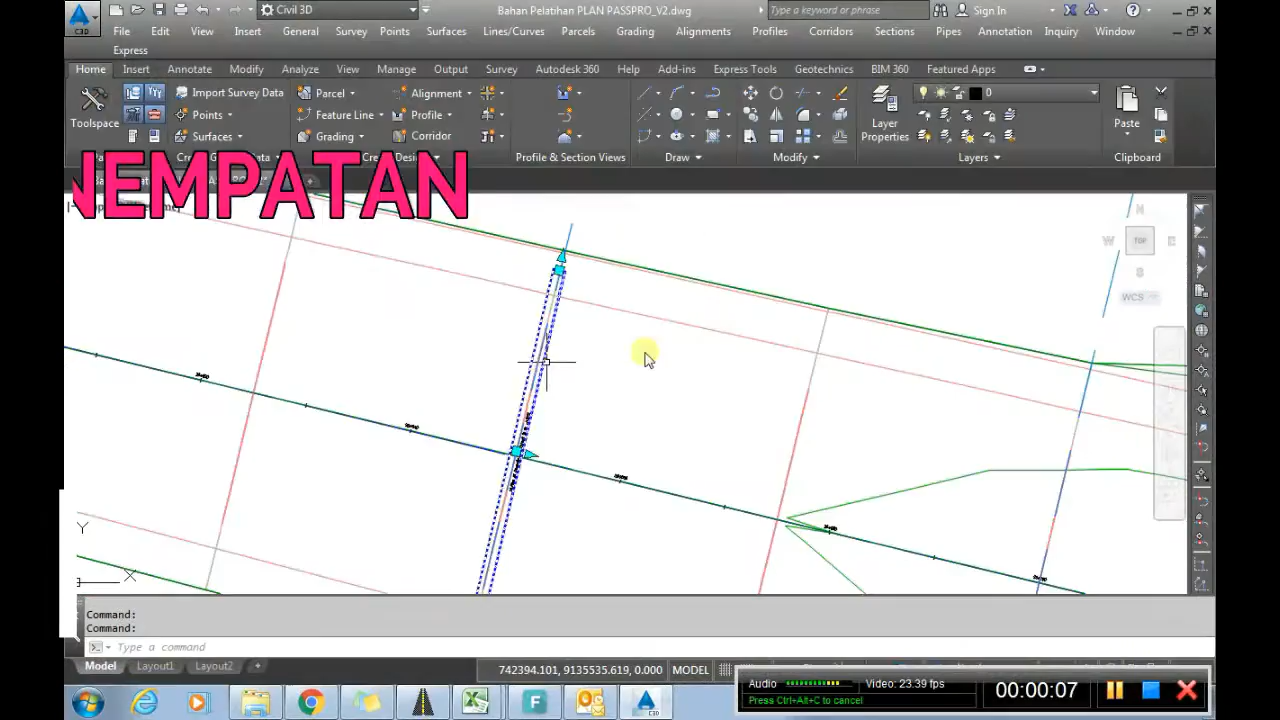 Civil 3D
Bahan Pelatihan PLAN PASSPRO_V2.dwg
Type a keyword or phrase
Sign In
File Edit View Insert General Survey Points Surfaces Lines/Curves Parcels Grading Alignments Profiles Corridors Sections Pipes Annotation Inquiry Window
Express
Home Insert Annotate Modify Analyze View Manage Output Survey Autodesk 360 Help Add-ins Express Tools Geotechnics BIM 360 Featured Apps
Import Survey Data Parcel Alignment
Points Feature Line Profile
Surfaces Grading Corridor
Toolspace
Layer Properties
0
Paste
Profile & Section Views Draw Modify Layers Clipboard
NEMPATAN
N
W TOP E
S
WCS
Y
X
Command:
Command:
Type a command
Model Layout1 Layout2 +
742394.101, 9135535.619, 0.000 MODEL
Audio Video: 23.39 fps
Press Ctrl+Alt+C to cancel
00:00:07